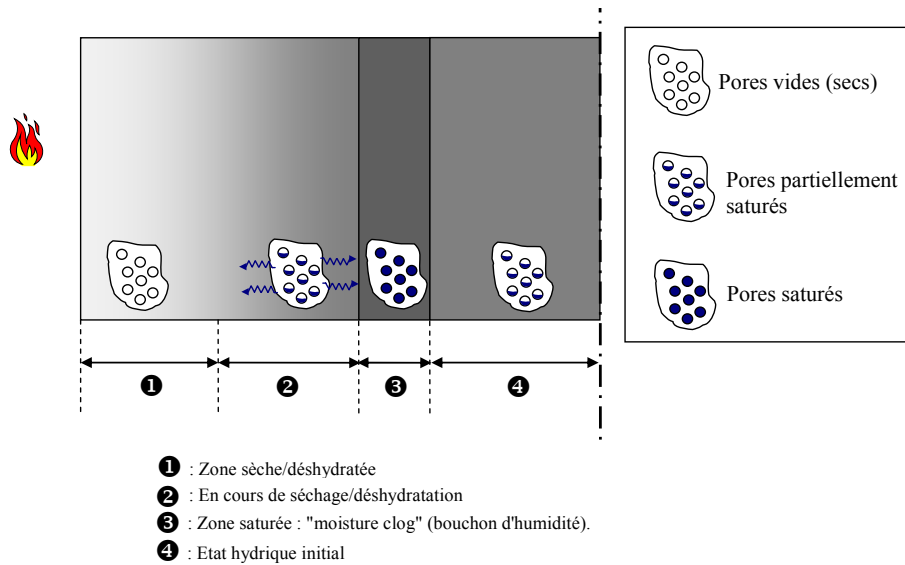 Pores vides (secs)
Pores partiellement
saturés
Pores saturés
❶ ❷ ❸ ❹
❶ : Zone sèche/déshydratée
❷ : En cours de séchage/déshydratation
❸ : Zone saturée : "moisture clog" (bouchon d'humidité).
❹ : Etat hydrique initial